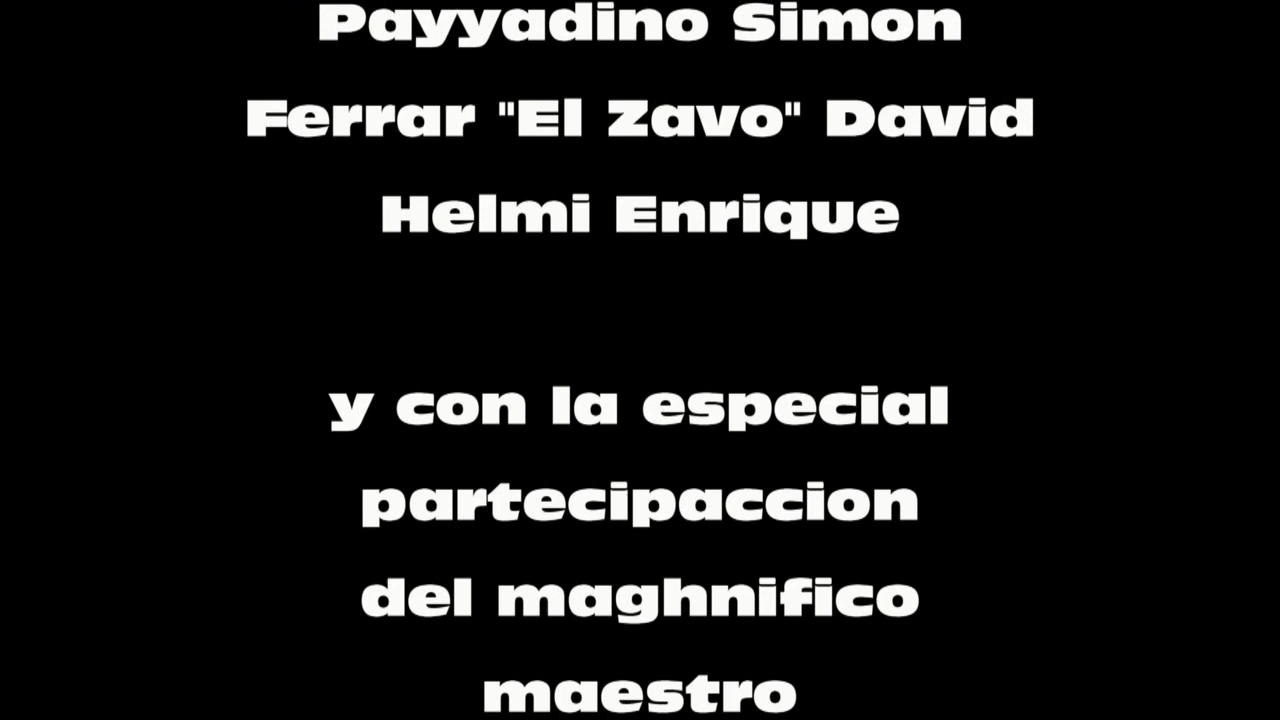 Payyadino Simon
Ferrar "El Zavo" David
Helmi Enrique
y con la especial
partecipaccion
del maghnifico
maestro